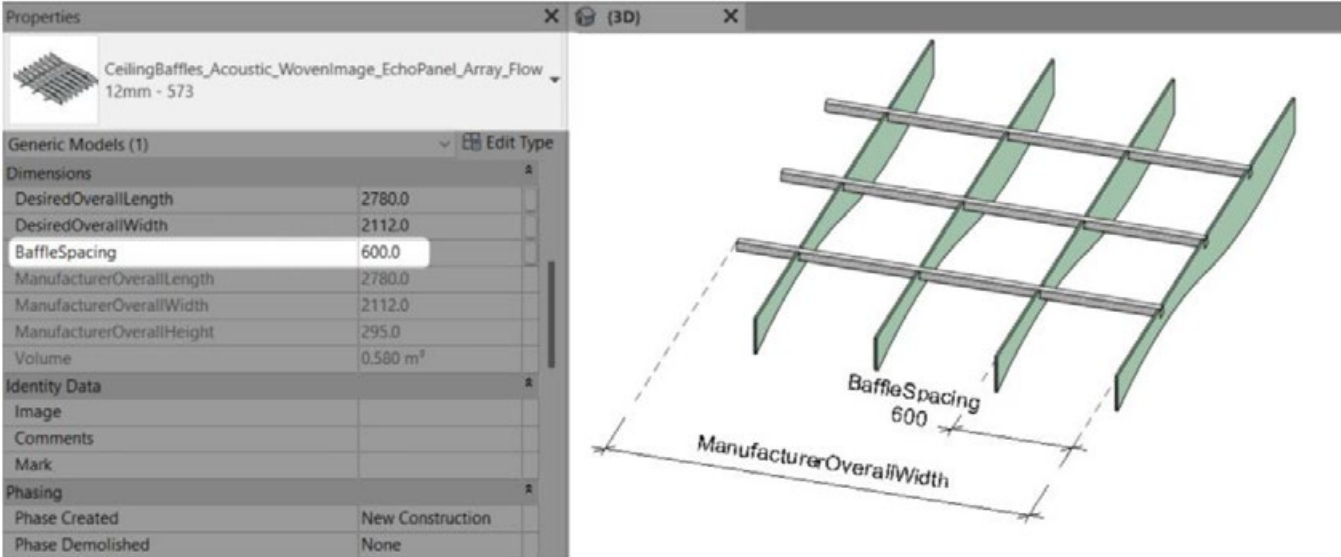 Properties
(3D)
CeilingBaffles_Acoustic_WovenImage_EchoPanel_Array_Flow
12mm - 573
Generic Models (1)
Edit Type
Dimensions
DesiredOverallLength 2780.0
DesiredOverallWidth 2112.0
BaffleSpacing 600.0
ManufacturerOverallLength 2780.0
ManufacturerOverallWidth 2112.0
ManufacturerOverallHeight 295.0
Volume 0.580 m³
Identity Data
Image
Comments
Mark
Phasing
Phase Created New Construction
Phase Demolished None
BaffleSpacing
600
ManufacturerOverallWidth